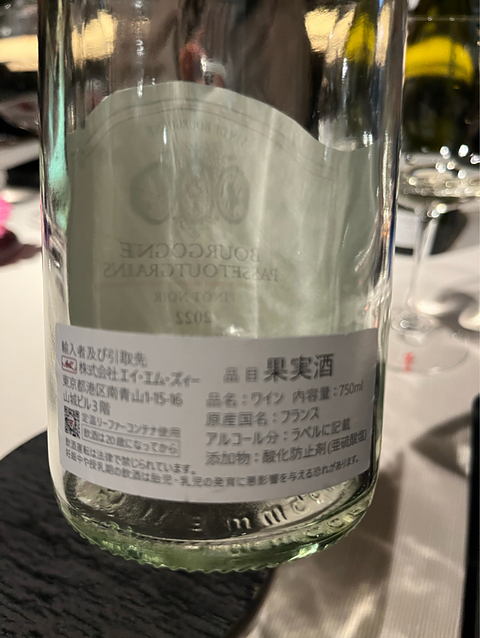 BOURGOGNE
PASSETOUTGRAINS
PINOT NOIR
2022
輸入者及び引取先
株式会社エイ・エム・ズィー
東京都港区南青山1-15-16
山城ビル3階
定温リーファーコンテナ使用
飲酒は20歳になってから
品目 果実酒
品名:ワイン 内容量:750ml
原産国名:フランス
アルコール分:ラベルに記載
添加物:酸化防止剤(亜硫酸塩)
飲酒運転は法律で禁じられています。
妊娠中や授乳期の飲酒は胎児・乳児の発育に悪影響を与える恐れがあります。